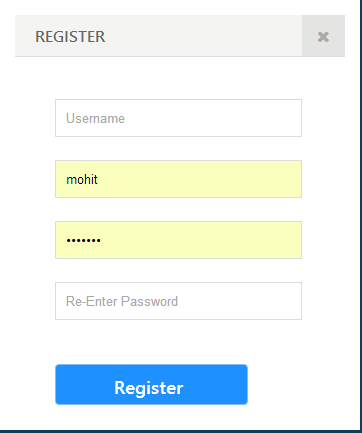 REGISTER ×
Username
mohit
•••••••
Re-Enter Password
Register